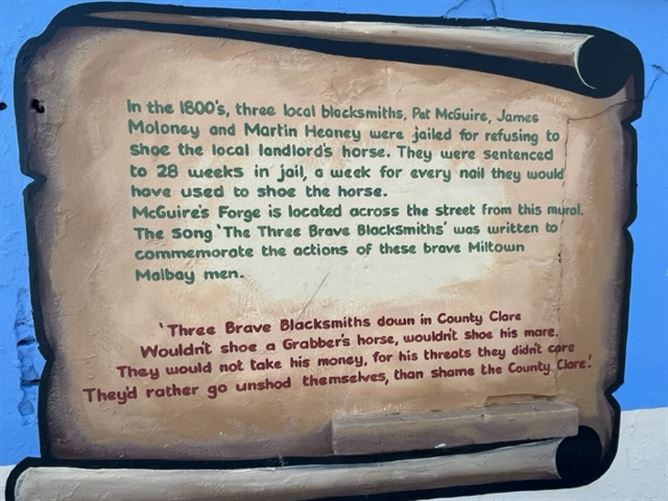 In the 1800's, three local blacksmiths, Pat McGuire, James
Moloney and Martin Heaney were jailed for refusing to
shoe the local landlord's horse. They were sentenced
to 28 weeks in jail, a week for every nail they would
have used to shoe the horse.
McGuire's Forge is located across the street from this mural.
The song 'The Three Brave Blacksmiths' was written to
commemorate the actions of these brave Miltown
Malbay men.
'Three Brave Blacksmiths down in County Clare
Wouldn't shoe a Grabber's horse, wouldn't shoe his mare.
They would not take his money, for his threats they didn't care
They'd rather go unshod themselves, than shame the County Clare.'